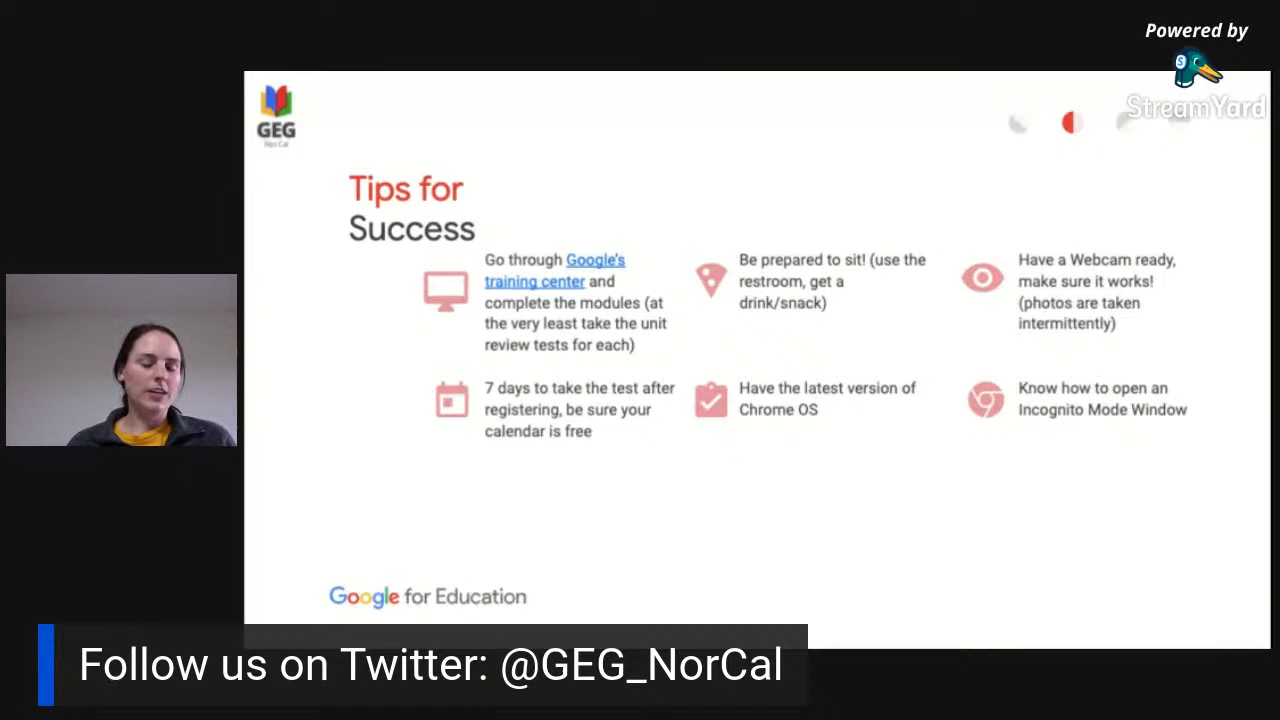 Powered by
StreamYard
GEG
NorCal
Tips for
Success
Go through Google's
training center and
complete the modules (at
the very least take the unit
review tests for each)
Be prepared to sit! (use the
restroom, get a
drink/snack)
Have a Webcam ready,
make sure it works!
(photos are taken
intermittently)
7 days to take the test after
registering, be sure your
calendar is free
Have the latest version of
Chrome OS
Know how to open an
Incognito Mode Window
Google for Education
Follow us on Twitter: @GEG_NorCal